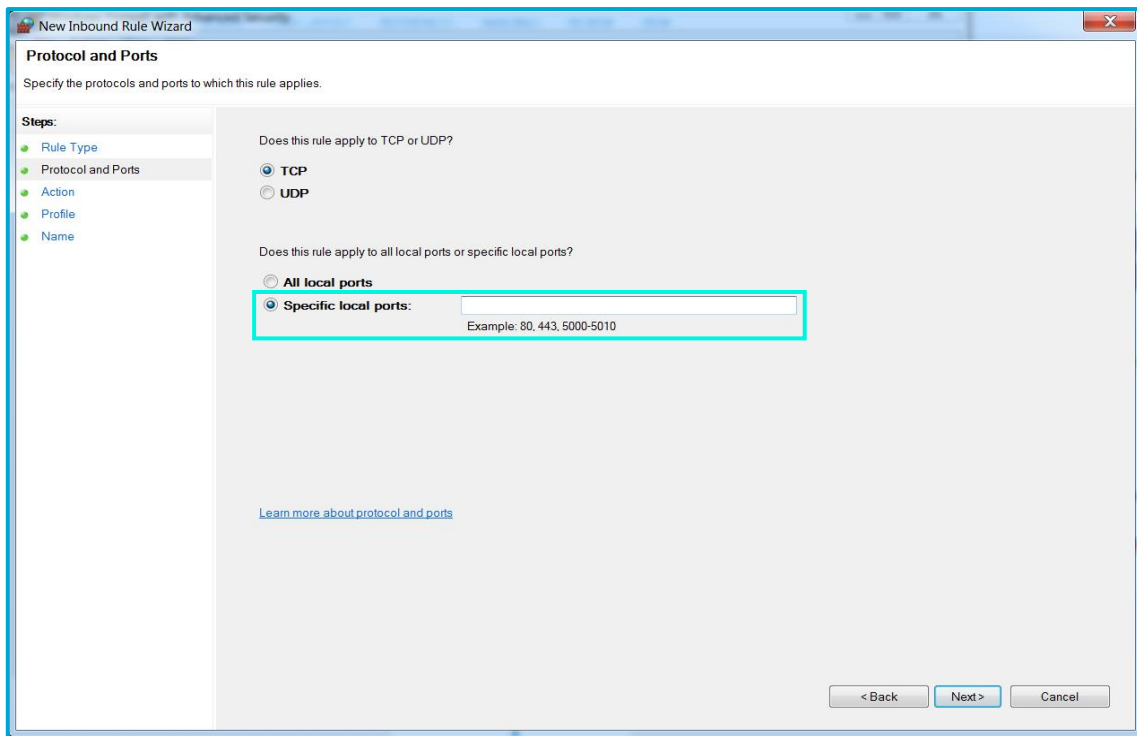 New Inbound Rule Wizard
Protocol and Ports
Specify the protocols and ports to which this rule applies.
Steps:
Rule Type
Protocol and Ports
Action
Profile
Name
Does this rule apply to TCP or UDP?
TCP
UDP
Does this rule apply to all local ports or specific local ports?
All local ports
Specific local ports:
Example: 80, 443, 5000-5010
Learn more about protocol and ports
< Back Next > Cancel